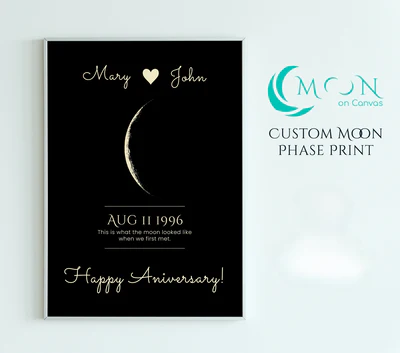 Mary ♥ John
AUG 11 1996
This is what the moon looked like
when we first met.
Happy Aniversary!
MOON
on Canvas
CUSTOM MOON
PHASE PRINT